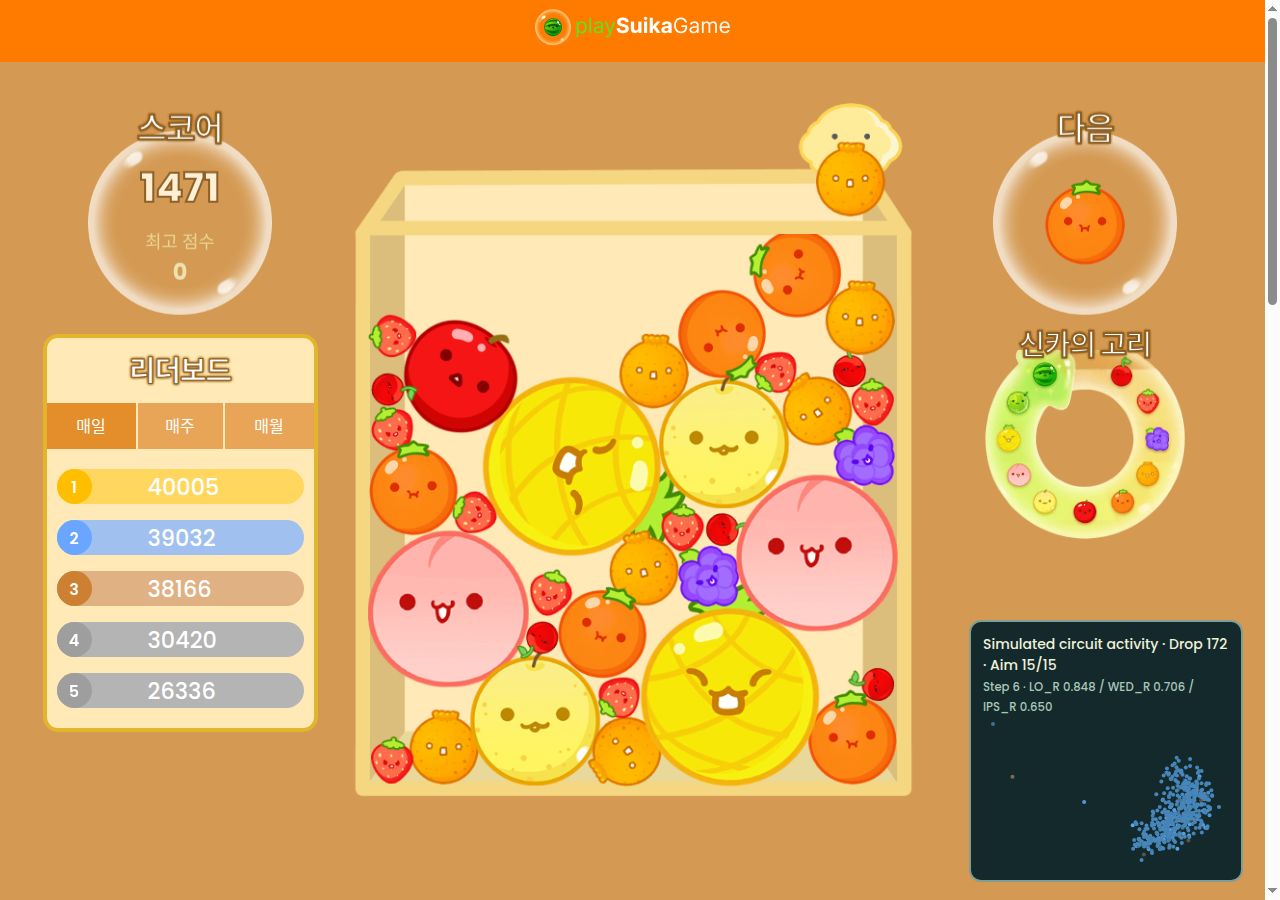 playSuikaGame
스코어
1471
최고 점수
0
리더보드
매일 매주 매월
1 40005
2 39032
3 38166
4 30420
5 26336
다음
신카의 고리
Simulated circuit activity · Drop 172
· Aim 15/15
Step 6 · LO_R 0.848 / WED_R 0.706 /
IPS_R 0.650